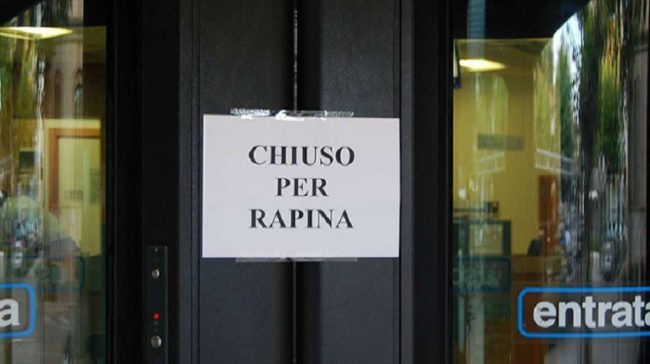 CHIUSO
PER
RAPINA
a
entrata